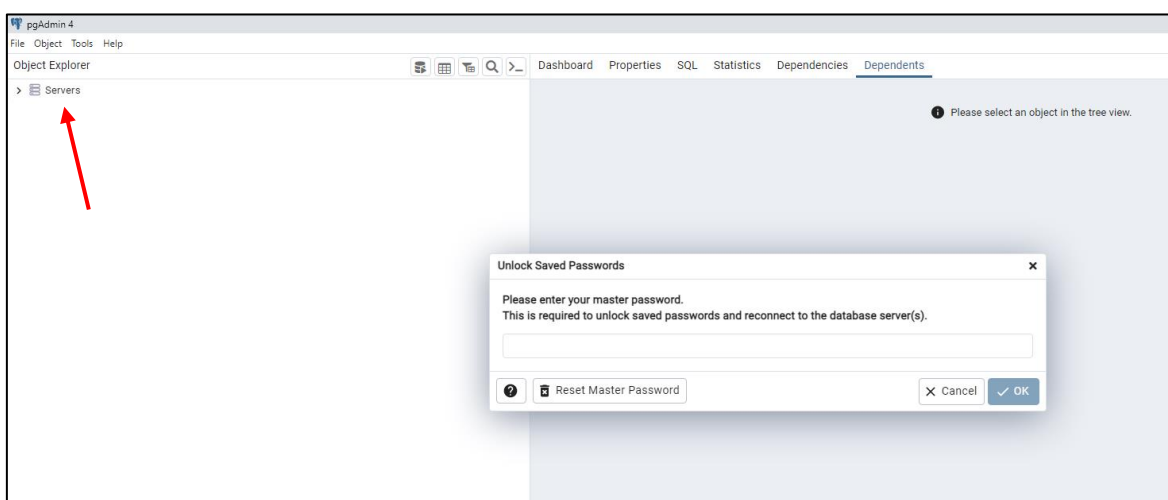 pgAdmin 4
File Object Tools Help
Object Explorer
Dashboard Properties SQL Statistics Dependencies Dependents
Servers
Please select an object in the tree view.
Unlock Saved Passwords
Please enter your master password.
This is required to unlock saved passwords and reconnect to the database server(s).
Reset Master Password
Cancel
OK